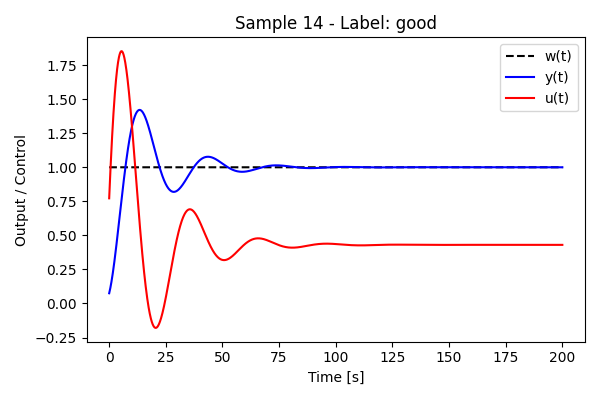 Sample 14 - Label: good
w(t)
y(t)
u(t)
Output / Control
1.75
1.50
1.25
1.00
0.75
0.50
0.25
0.00
−0.25
0 25 50 75 100 125 150 175 200
Time [s]